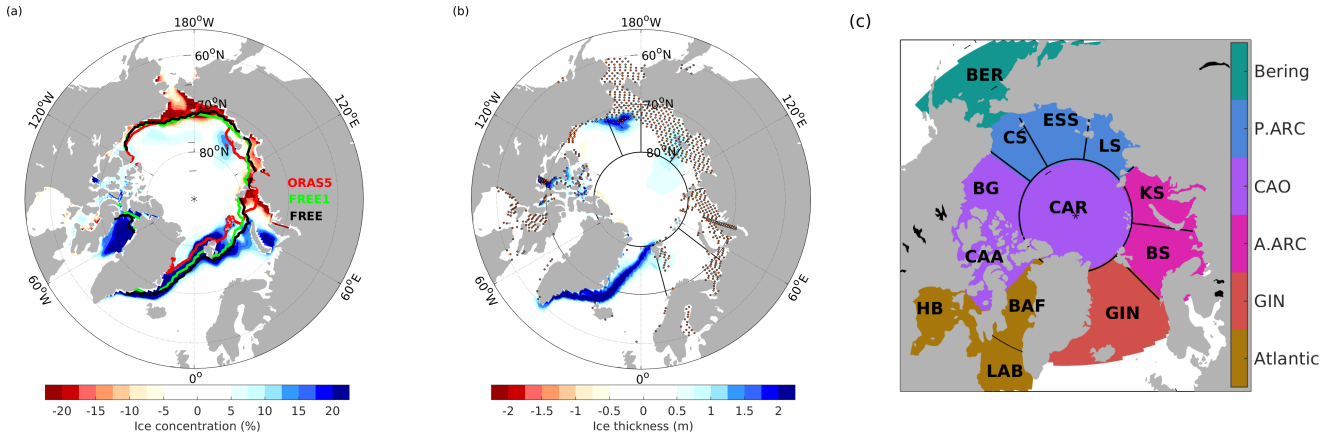 (a)
180°W
60°N
70°N
80°N
120°W
120°E
60°W
60°E
0°
ORAS5
FREE1
FREE
-20 -15 -10 -5 0 5 10 15 20
Ice concentration (%)
(b)
180°W
60°N
70°N
80°N
120°W
120°E
60°W
60°E
0°
-2 -1.5 -1 -0.5 0 0.5 1 1.5 2
Ice thickness (m)
(c)
BER
CS
ESS
LS
BG
CAR
KS
CAA
BS
HB
BAF
GIN
LAB
Bering
P.ARC
CAO
A.ARC
GIN
Atlantic